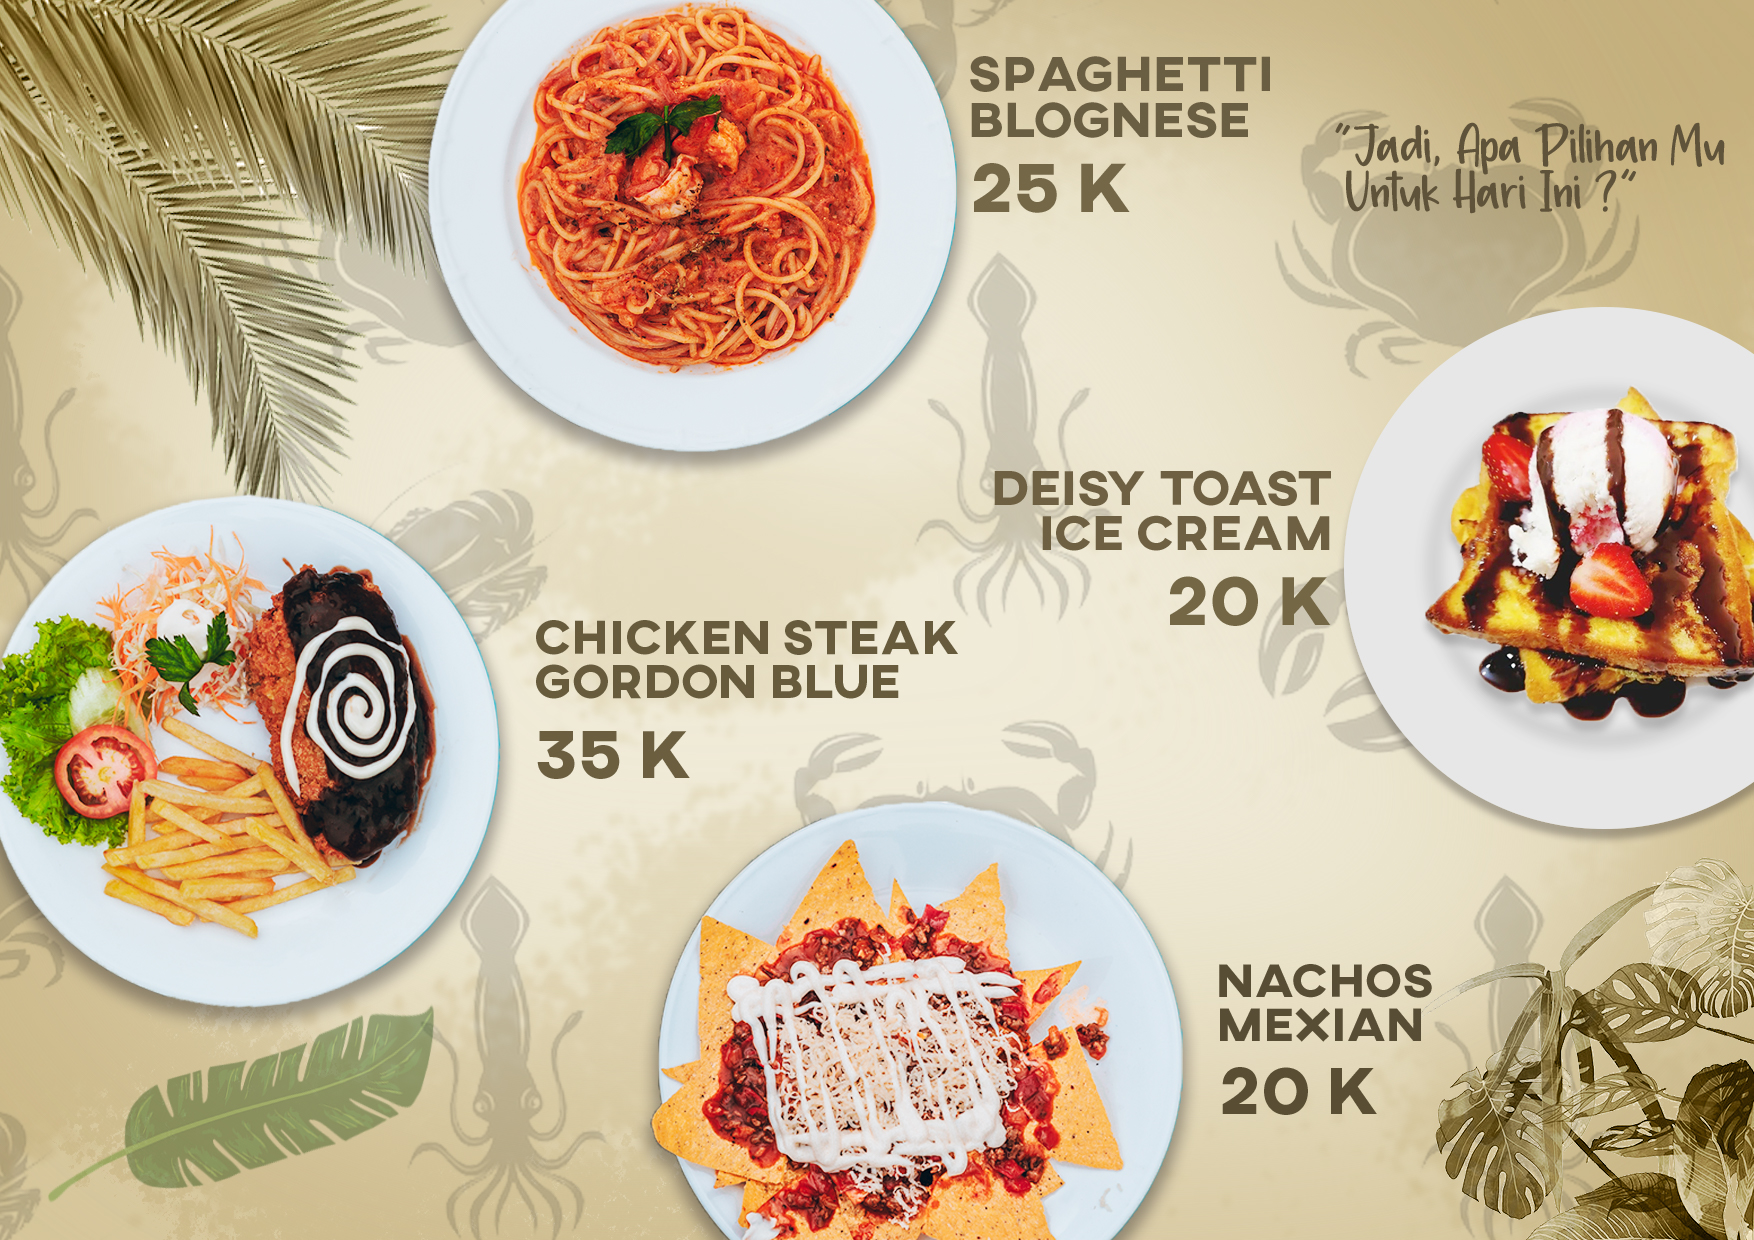 SPAGHETTI
BLOGNESE
25 K
"Jadi, Apa Pilihan Mu
Untuk Hari Ini ?"
DEISY TOAST
ICE CREAM
20 K
CHICKEN STEAK
GORDON BLUE
35 K
NACHOS
MEXIAN
20 K